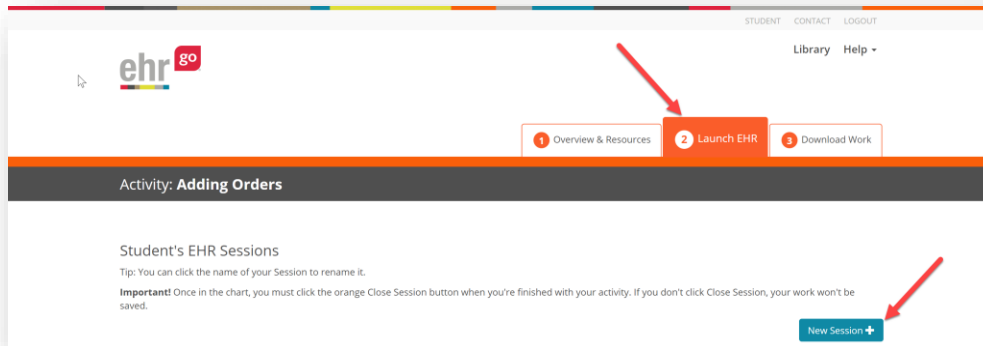 STUDENT CONTACT LOGOUT
ehr go
Library Help
1 Overview & Resources 2 Launch EHR 3 Download Work
Activity: Adding Orders
Student's EHR Sessions
Tip: You can click the name of your Session to rename it.
Important! Once in the chart, you must click the orange Close Session button when you're finished with your activity. If you don't click Close Session, your work won't be
saved.
New Session +